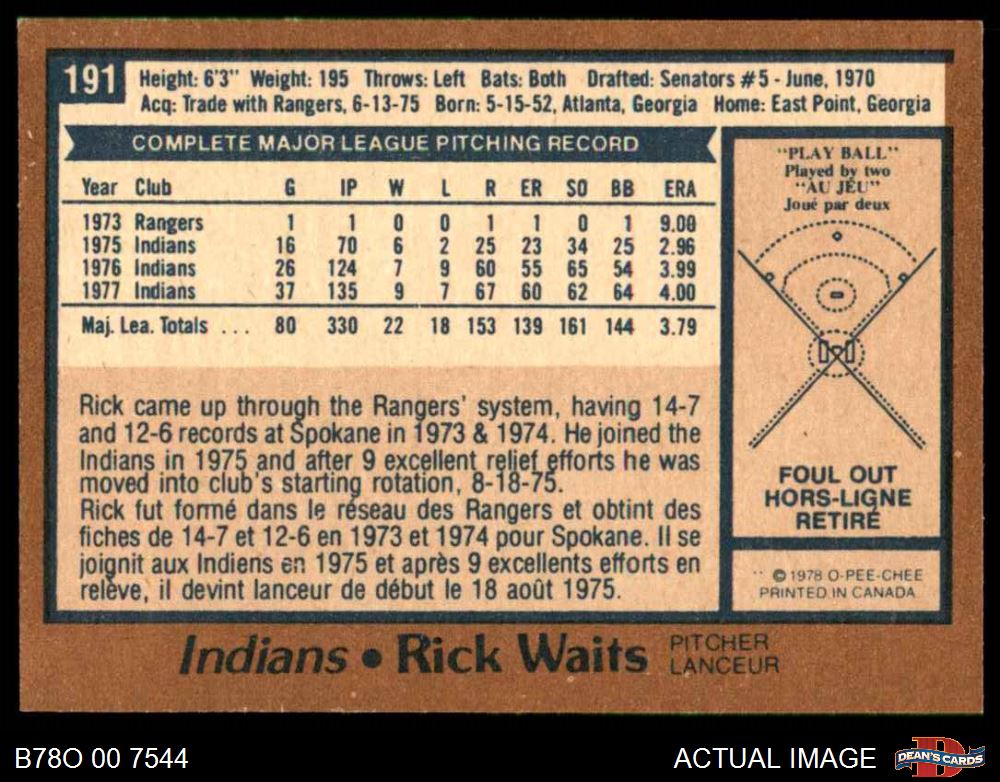 191
Height: 6'3" Weight: 195 Throws: Left Bats: Both Drafted: Senators #5 - June, 1970
Acq: Trade with Rangers, 6-13-75 Born: 5-15-52, Atlanta, Georgia Home: East Point, Georgia
COMPLETE MAJOR LEAGUE PITCHING RECORD
Year Club G IP W L R ER SO BB ERA
1973 Rangers 1 1 0 0 1 1 0 1 9.00
1975 Indians 16 70 6 2 25 23 34 25 2.96
1976 Indians 26 124 7 9 60 55 65 54 3.99
1977 Indians 37 135 9 7 67 60 62 64 4.00
Maj. Lea. Totals ... 80 330 22 18 153 139 161 144 3.79
Rick came up through the Rangers' system, having 14-7
and 12-6 records at Spokane in 1973 & 1974. He joined the
Indians in 1975 and after 9 excellent relief efforts he was
moved into club's starting rotation, 8-18-75.
Rick fut formé dans le réseau des Rangers et obtint des
fiches de 14-7 et 12-6 en 1973 et 1974 pour Spokane. Il se
joignit aux Indiens en 1975 et après 9 excellents efforts en
relève, il devint lanceur de début le 18 août 1975.
"PLAY BALL"
Played by two
"AU JÉU"
Joué par deux
FOUL OUT
HORS-LIGNE
RETIRÉ
© 1978 O-PEE-CHEE
PRINTED IN CANADA
Indians • Rick Waits PITCHER
LANCEUR
B78O 00 7544
ACTUAL IMAGE
D
DEAN'S CARDS